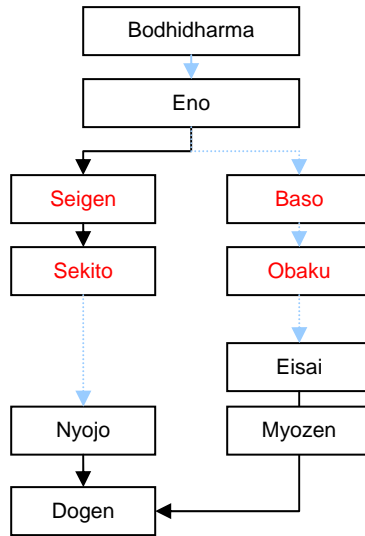 Bodhidharma
Eno
Seigen
Baso
Sekito
Obaku
Eisai
Nyojo
Myozen
Dogen